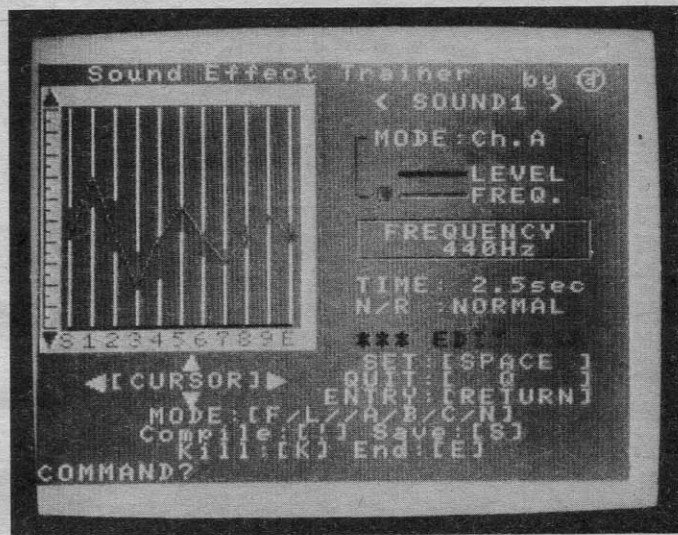 Sound Effect Trainer by
< SOUND1 >
MODE:Ch.A
LEVEL
FREQ.
FREQUENCY
440Hz
TIME: 2.5sec
N/R :NORMAL
S123456789E
*** EDIT ***
SET:[SPACE ]
[CURSOR]
QUIT:[ Q ]
ENTRY:[RETURN]
MODE:[F/L//A/B/C/N]
Compile:[ ] Save:[S]
Kill:[K] End:[E]
COMMAND?